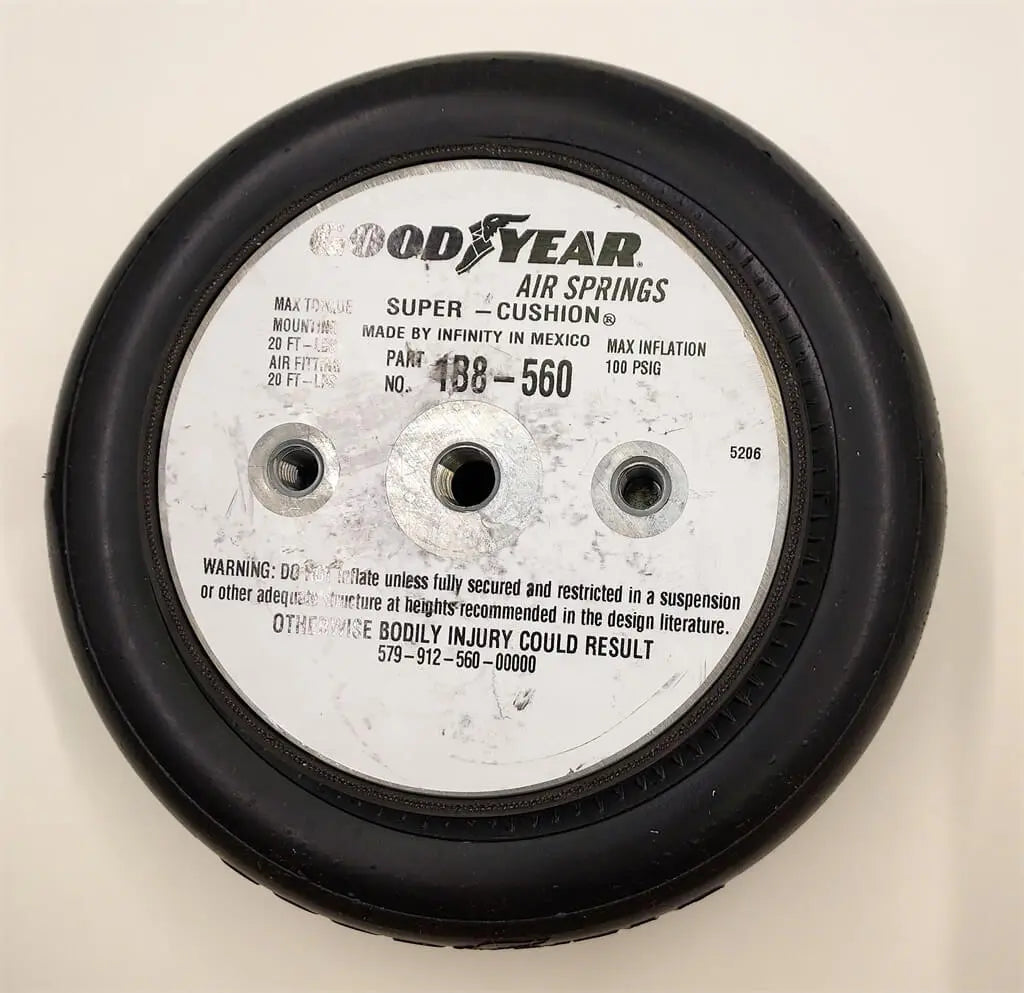 GOODYEAR
AIR SPRINGS
SUPER-CUSHION®
MADE BY INFINITY IN MEXICO
MAX TORQUE
MOUNTING
20 FT-LBS
AIR FITTING
20 FT-LBS
PART NO. 1B8-560
MAX INFLATION
100 PSIG
5206
WARNING: DO NOT inflate unless fully secured and restricted in a suspension
or other adequate structure at heights recommended in the design literature.
OTHERWISE BODILY INJURY COULD RESULT
579-912-560-00000